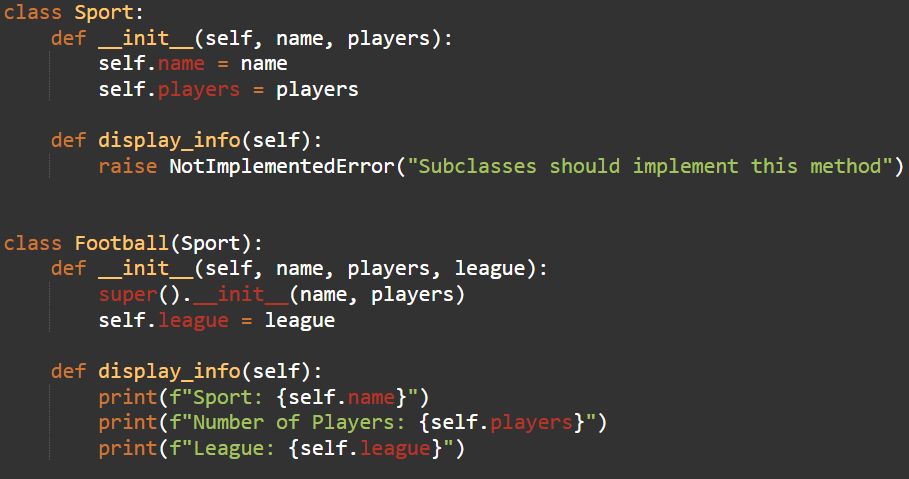 class Sport:
    def __init__(self, name, players):
        self.name = name
        self.players = players

    def display_info(self):
        raise NotImplementedError("Subclasses should implement this method")


class Football(Sport):
    def __init__(self, name, players, league):
        super().__init__(name, players)
        self.league = league

    def display_info(self):
        print(f"Sport: {self.name}")
        print(f"Number of Players: {self.players}")
        print(f"League: {self.league}")